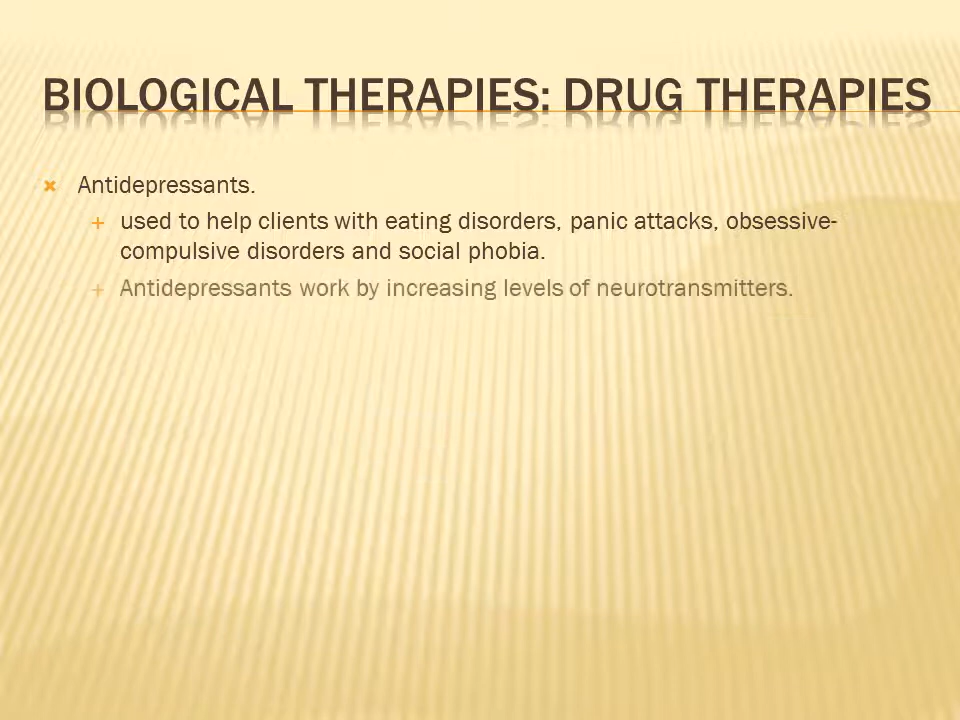 BIOLOGICAL THERAPIES: DRUG THERAPIES
Antidepressants.
used to help clients with eating disorders, panic attacks, obsessive-
compulsive disorders and social phobia.
Antidepressants work by increasing levels of neurotransmitters.